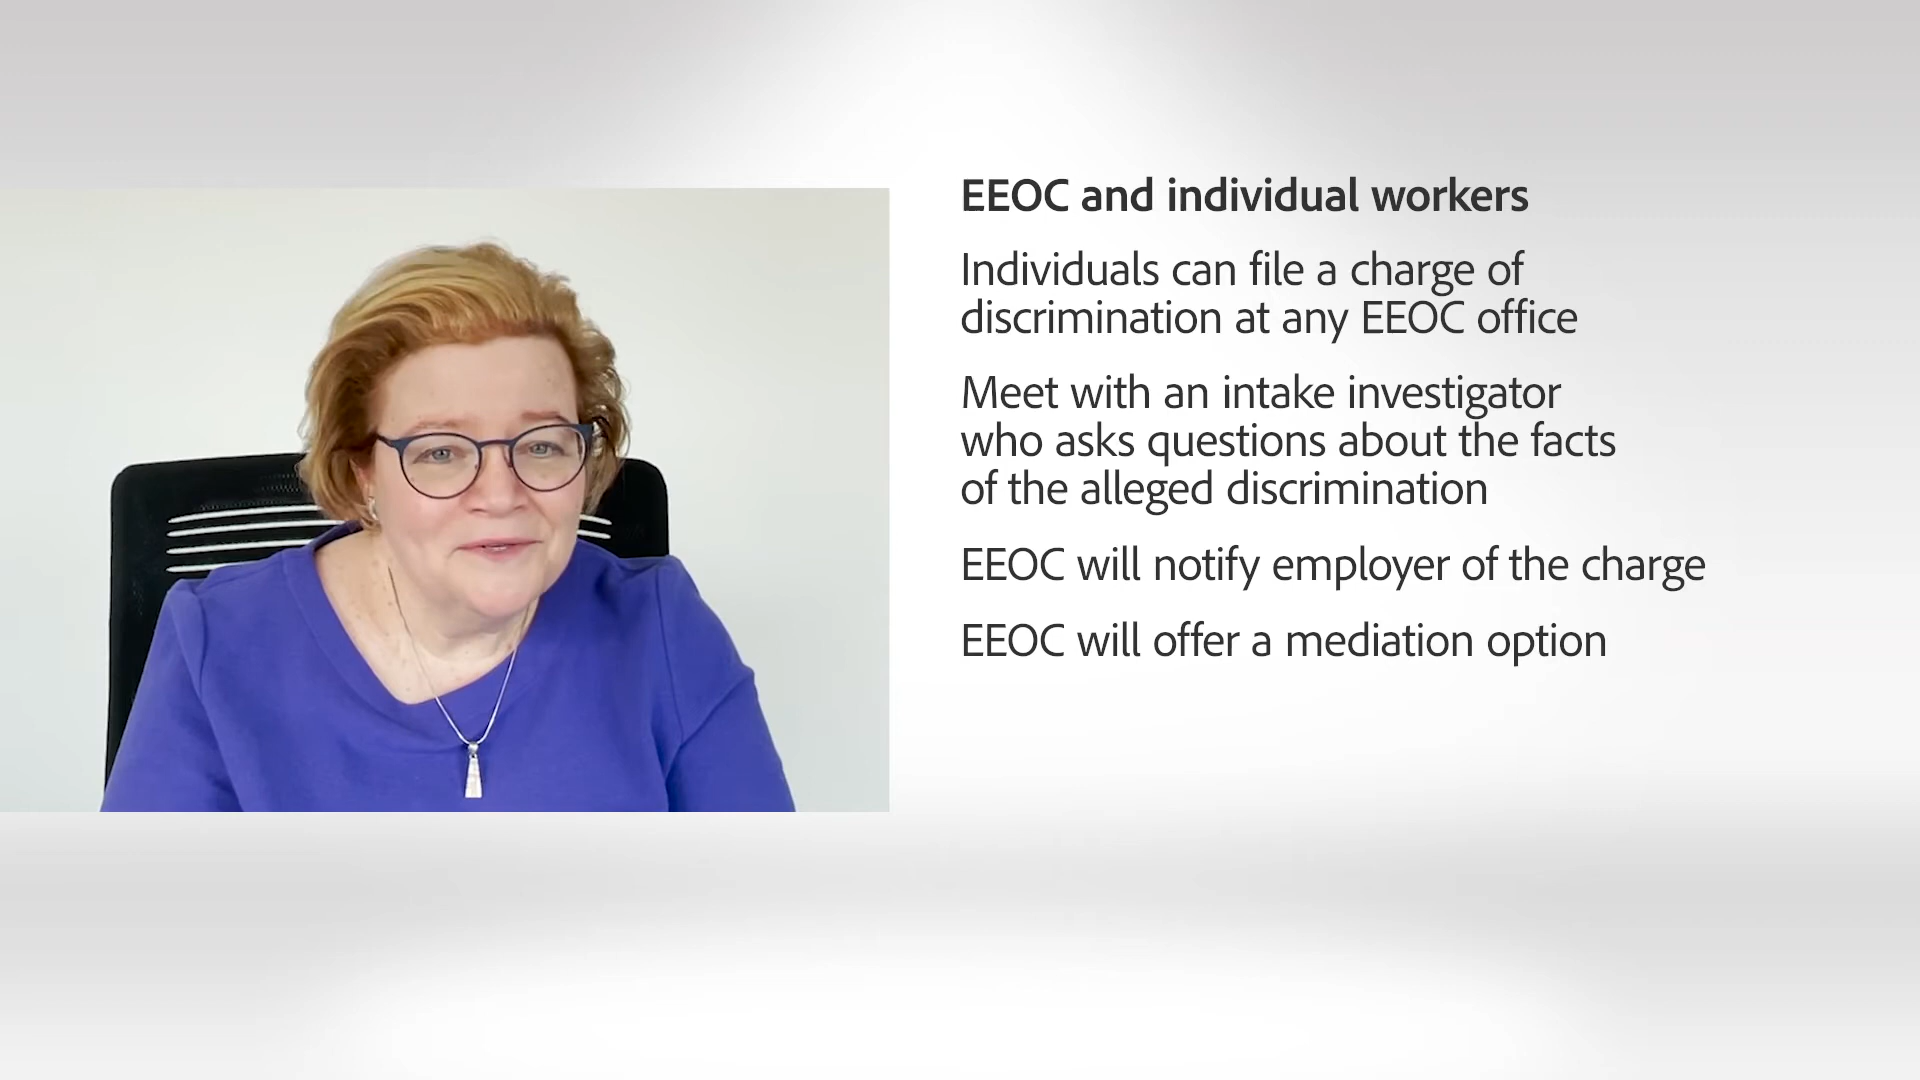 EEOC and individual workers
Individuals can file a charge of
discrimination at any EEOC office
Meet with an intake investigator
who asks questions about the facts
of the alleged discrimination
EEOC will notify employer of the charge
EEOC will offer a mediation option